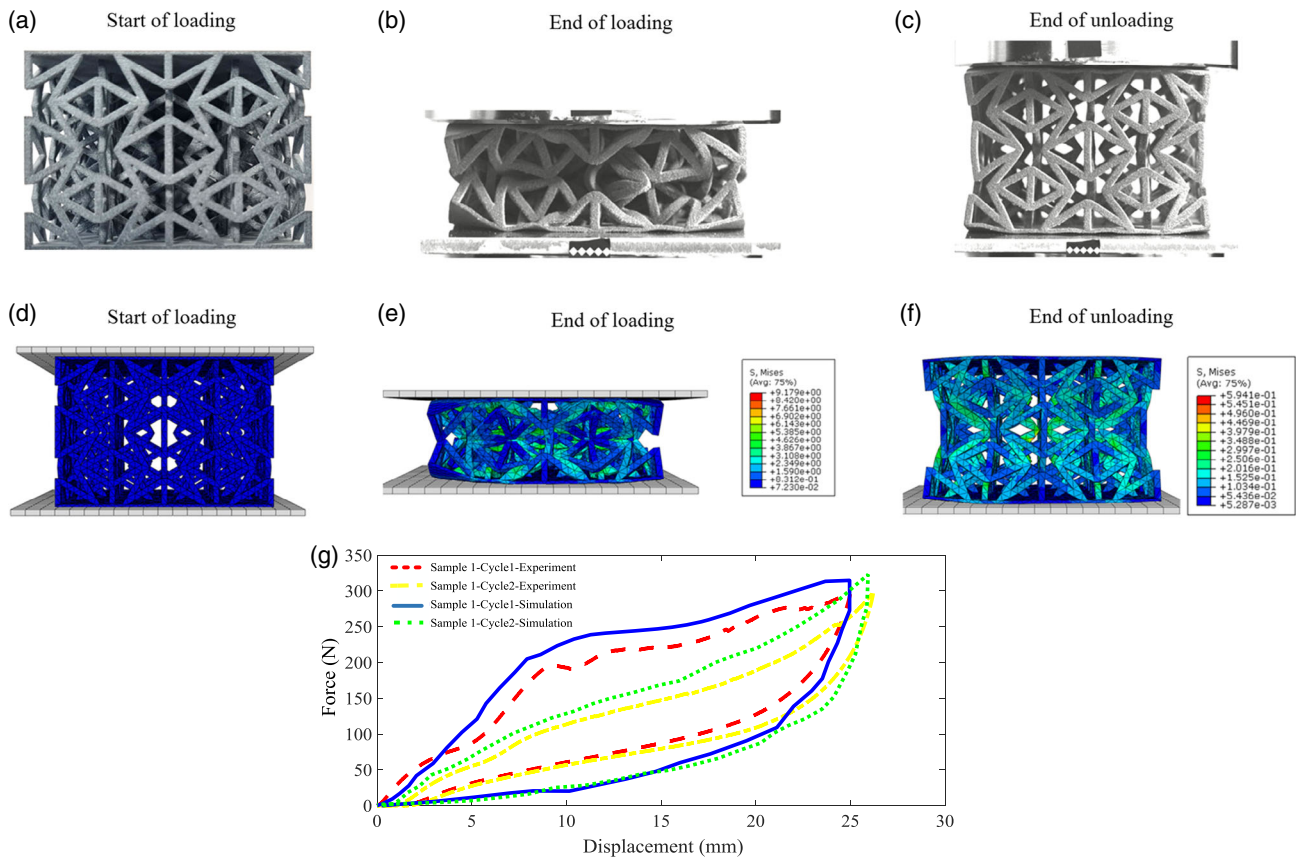 (a)
Start of loading
(b)
End of loading
(c)
End of unloading
(d)
Start of loading
(e)
End of loading
S, Mises
(Avg: 75%)
+9.179e+00
+8.420e+00
+7.661e+00
+6.902e+00
+6.143e+00
+5.385e+00
+4.626e+00
+3.867e+00
+3.108e+00
+2.349e+00
+1.590e+00
+8.312e-01
+7.230e-02
(f)
End of unloading
S, Mises
(Avg: 75%)
+5.941e-01
+5.451e-01
+4.960e-01
+4.469e-01
+3.979e-01
+3.488e-01
+2.997e-01
+2.506e-01
+2.016e-01
+1.525e-01
+1.034e-01
+5.436e-02
+5.287e-03
(g)
350
300
250
200
150
100
50
0
Force (N)
Sample 1-Cycle1-Experiment
Sample 1-Cycle2-Experiment
Sample 1-Cycle1-Simulation
Sample 1-Cycle2-Simulation
0 5 10 15 20 25 30
Displacement (mm)